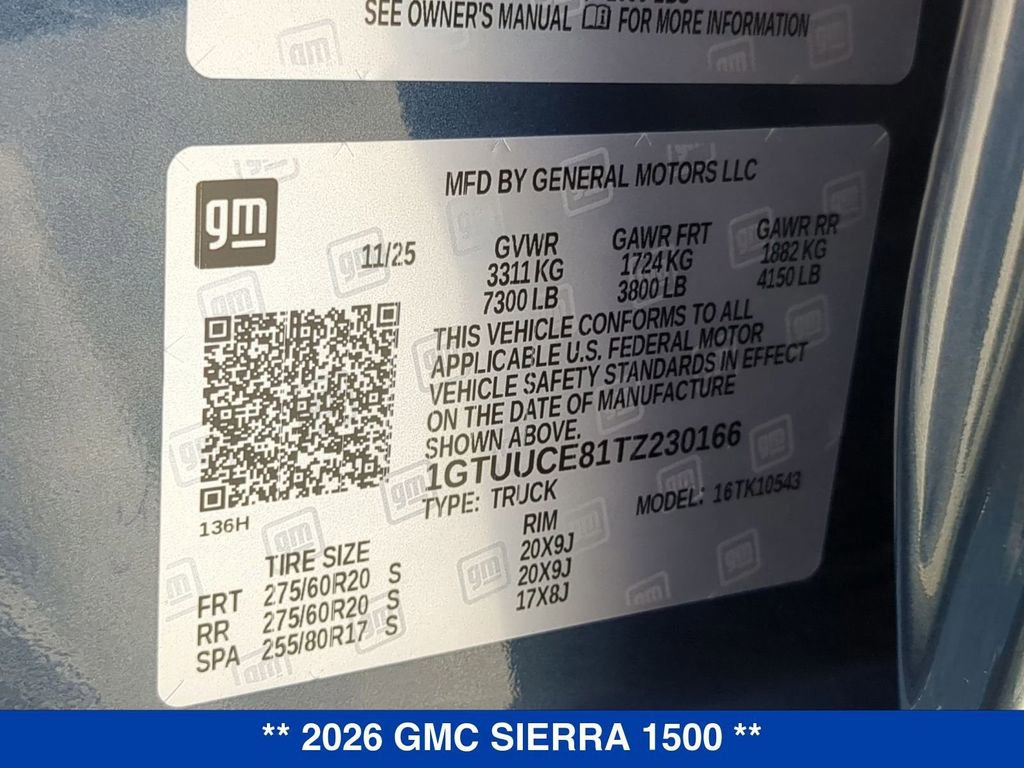 SEE OWNER'S MANUAL FOR MORE INFORMATION
gm
MFD BY GENERAL MOTORS LLC
11/25
GVWR GAWR FRT GAWR RR
3311 KG 1724 KG 1882 KG
7300 LB 3800 LB 4150 LB
THIS VEHICLE CONFORMS TO ALL
APPLICABLE U.S. FEDERAL MOTOR
VEHICLE SAFETY STANDARDS IN EFFECT
ON THE DATE OF MANUFACTURE
SHOWN ABOVE.
1GTUUCE81TZ230166
TYPE: TRUCK MODEL: 16TK10543
136H
TIRE SIZE RIM
FRT 275/60R20 S 20X9J
RR 275/60R20 S 20X9J
SPA 255/80R17 S 17X8J
** 2026 GMC SIERRA 1500 **